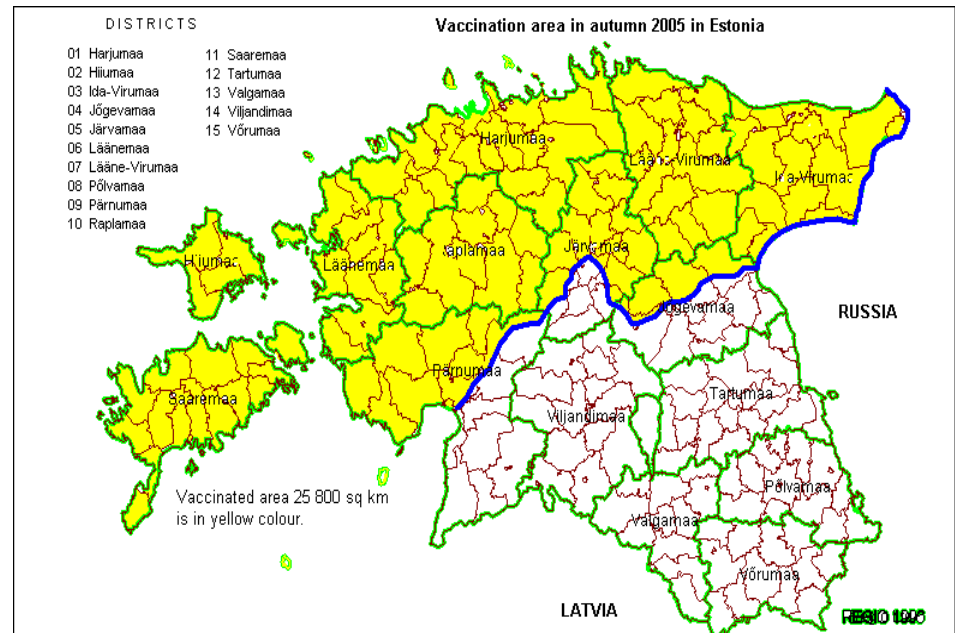 DISTRICTS
Vaccination area in autumn 2005 in Estonia
01 Harjumaa
02 Hiiumaa
03 Ida-Virumaa
04 Jõgevamaa
05 Järvamaa
06 Läänemaa
07 Lääne-Virumaa
08 Põlvamaa
09 Pärnumaa
10 Raplamaa
11 Saaremaa
12 Tartumaa
13 Valgamaa
14 Viljandimaa
15 Võrumaa
Harjumaa
Lääne-Virumaa
Ida-Virumaa
Hiiumaa
Läänemaa
Raplamaa
Järvamaa
Jõgevamaa
RUSSIA
Pärnumaa
Saaremaa
Viljandimaa
Tartumaa
Põlvamaa
Vaccinated area 25 800 sq km
is in yellow colour.
Valgamaa
Võrumaa
LATVIA